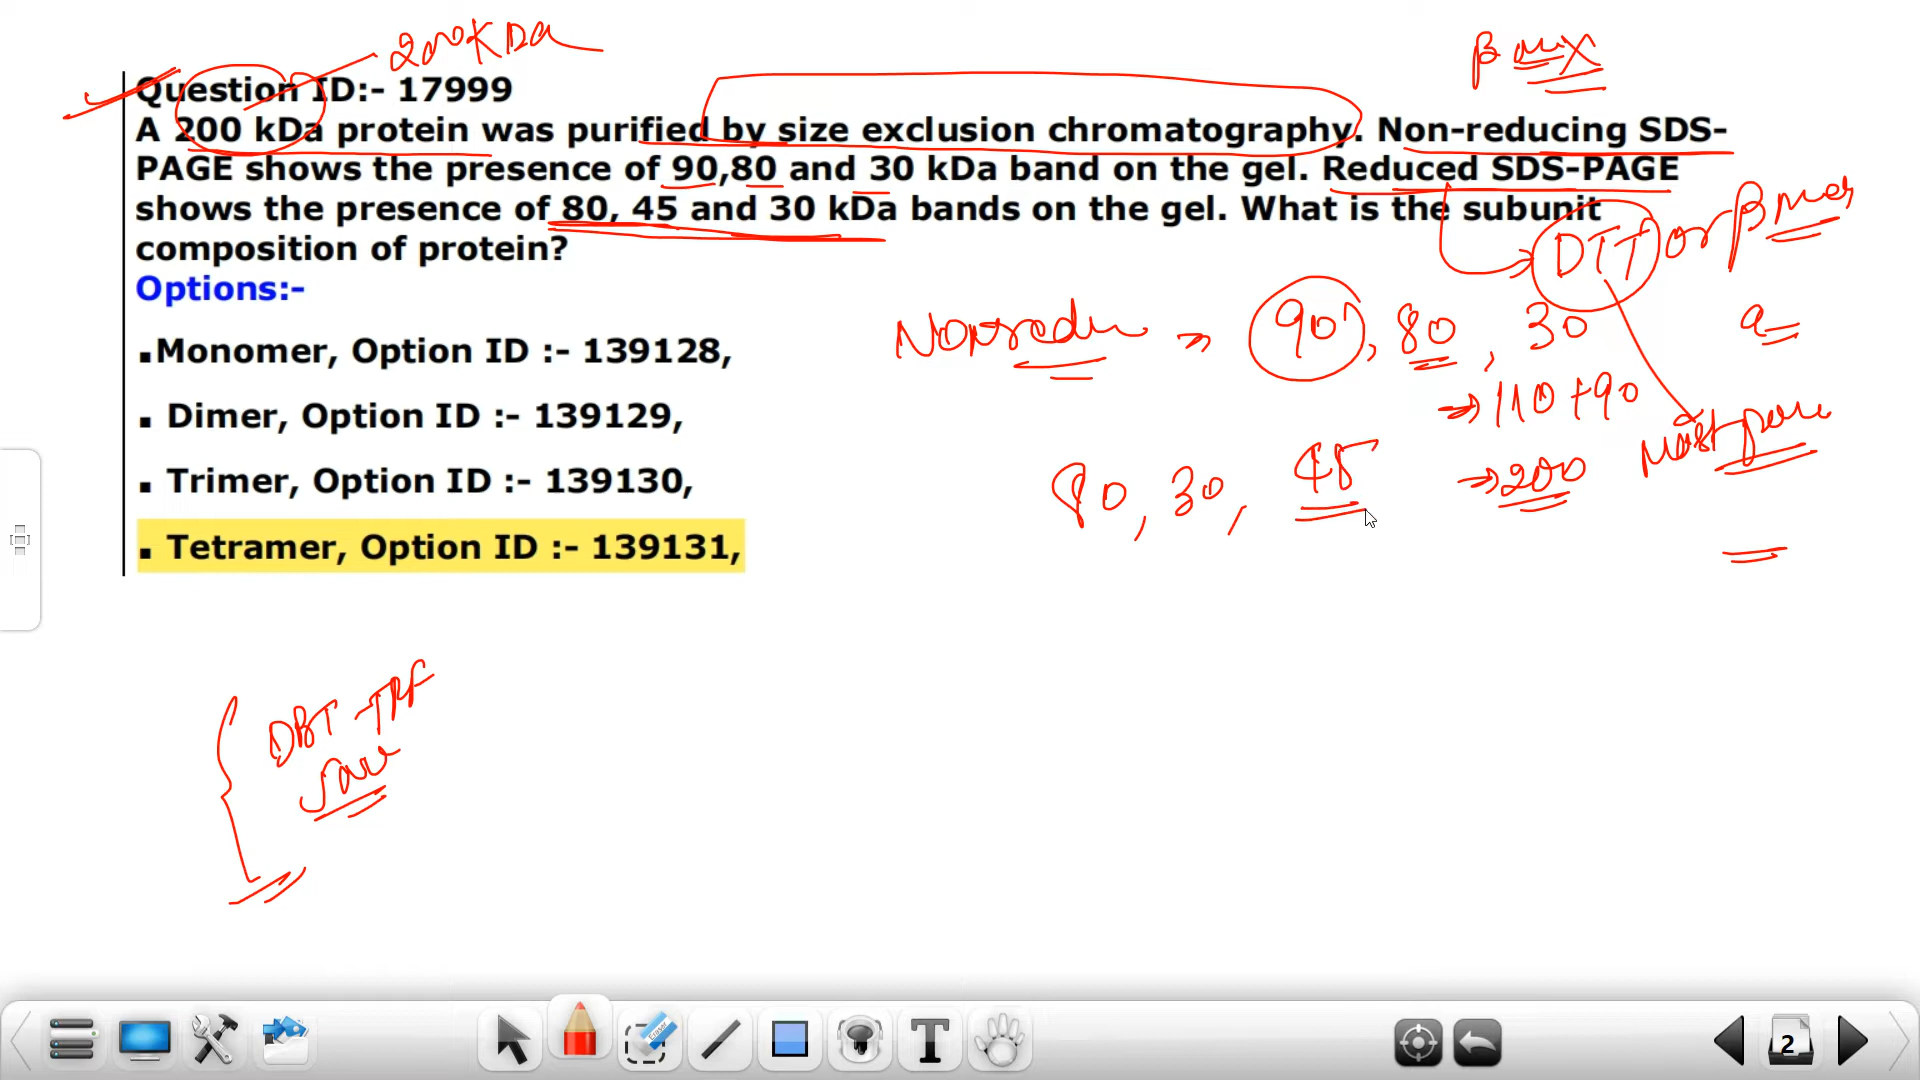 200KDa
β mex
Question ID:- 17999
A 200 kDa protein was purified by size exclusion chromatography. Non-reducing SDS-
PAGE shows the presence of 90,80 and 30 kDa band on the gel. Reduced SDS-PAGE
shows the presence of 80, 45 and 30 kDa bands on the gel. What is the subunit
composition of protein?
DTT or β
Options:-
90, 80, 30
▪Monomer, Option ID :- 139128,
→ 110 + 90
▪ Dimer, Option ID :- 139129,
→ 200
80, 30, 45
▪ Trimer, Option ID :- 139130,
▪ Tetramer, Option ID :- 139131,
DBT -
Eraser
T
2